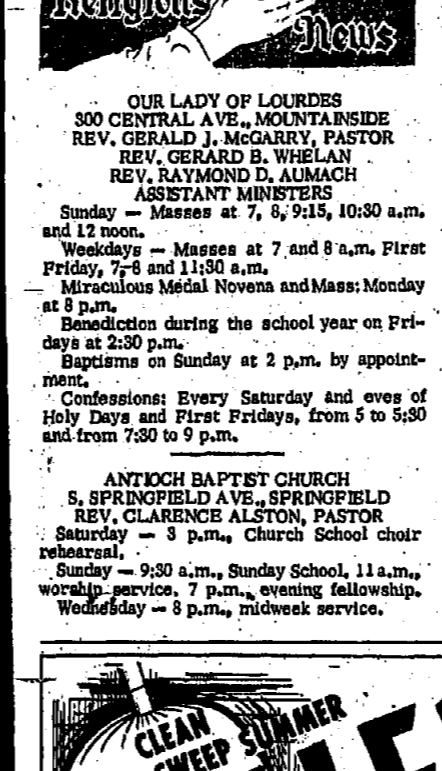 Religious
News
OUR LADY OF LOURDES
300 CENTRAL AVE., MOUNTAINSIDE
REV. GERALD J. McGARRY, PASTOR
REV. GERARD B. WHELAN
REV. RAYMOND D. AUMACH
ASSISTANT MINISTERS
Sunday — Masses at 7, 8, 9:15, 10:30 a.m.
and 12 noon.
Weekdays — Masses at 7 and 8 a.m. First
Friday, 7, 8 and 11:30 a.m.
Miraculous Medal Novena and Mass: Monday
at 8 p.m.
Benediction during the school year on Fri-
days at 2:30 p.m.
Baptisms on Sunday at 2 p.m. by appoint-
ment.
Confessions: Every Saturday and eves of
Holy Days and First Fridays, from 5 to 5:30
and from 7:30 to 9 p.m.
ANTIOCH BAPTIST CHURCH
S. SPRINGFIELD AVE., SPRINGFIELD
REV. CLARENCE ALSTON, PASTOR
Saturday — 3 p.m., Church School choir
rehearsal.
Sunday — 9:30 a.m., Sunday School, 11 a.m.,
worship service, 7 p.m., evening fellowship.
Wednesday — 8 p.m., midweek service.
CLEAN
SWEEP SUMMER